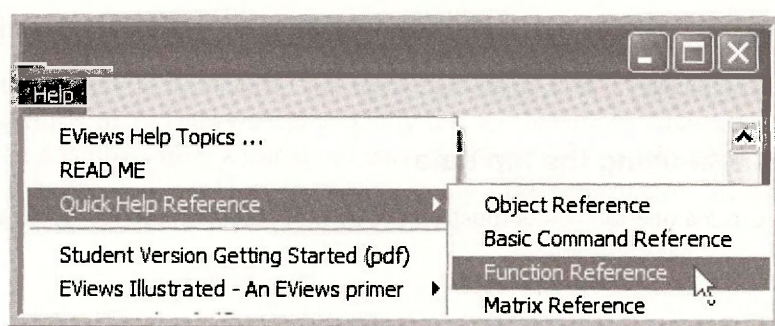 Help
EViews Help Topics ...
READ ME
Quick Help Reference
Student Version Getting Started (pdf)
EViews Illustrated - An EViews primer
Object Reference
Basic Command Reference
Function Reference
Matrix Reference